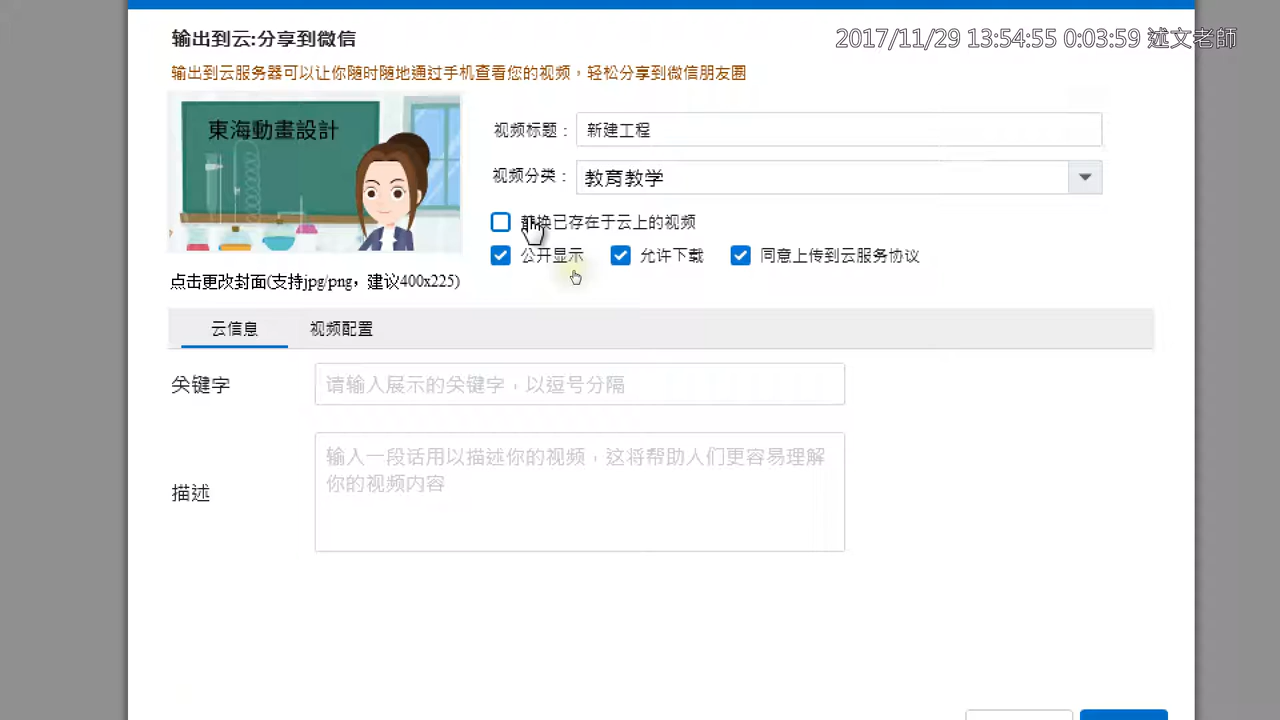 输出到云:分享到微信
2017/11/29 13:54:55 0:03:59 述文老師
输出到云服务器可以让你随时随地通过手机查看您的视频，轻松分享到微信朋友圈
東海動畫設計
视频标题：
新建工程
视频分类：
教育教学
替换已存在于云上的视频
公开显示
允许下载
同意上传到云服务协议
点击更改封面(支持jpg/png，建议400x225)
云信息
视频配置
关键字
请输入展示的关键字，以逗号分隔
描述
输入一段话用以描述你的视频，这将帮助人们更容易理解
你的视频内容